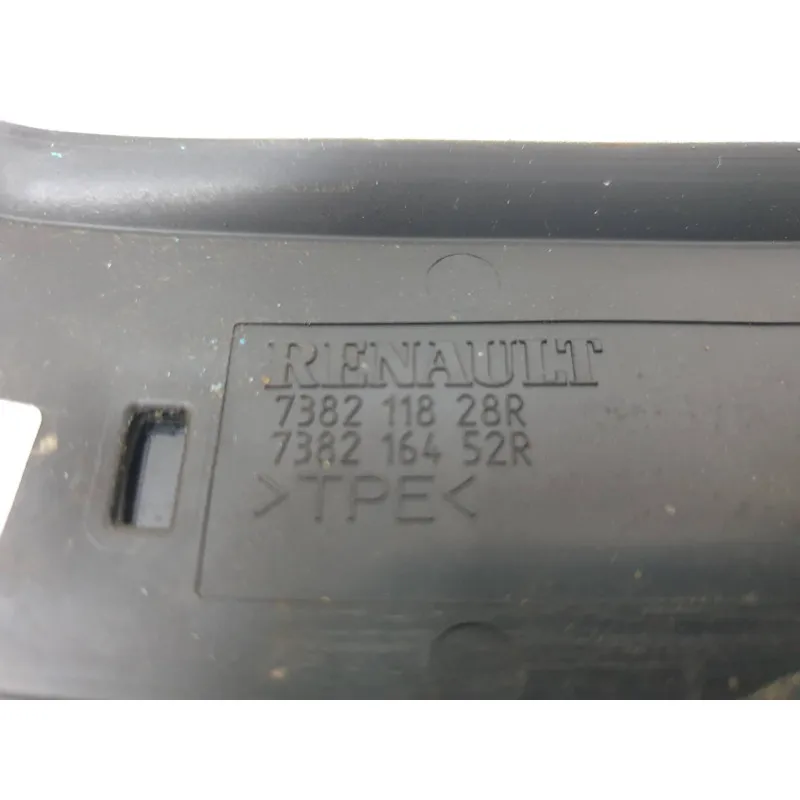 RENAULT
7382 118 28R
7382 164 52R
>TPE<